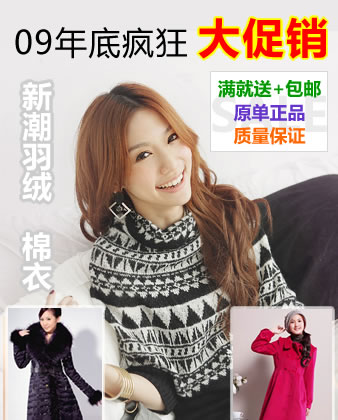 09年底疯狂 大促销
满就送+包邮
原单正品
质量保证
新潮羽绒 棉衣